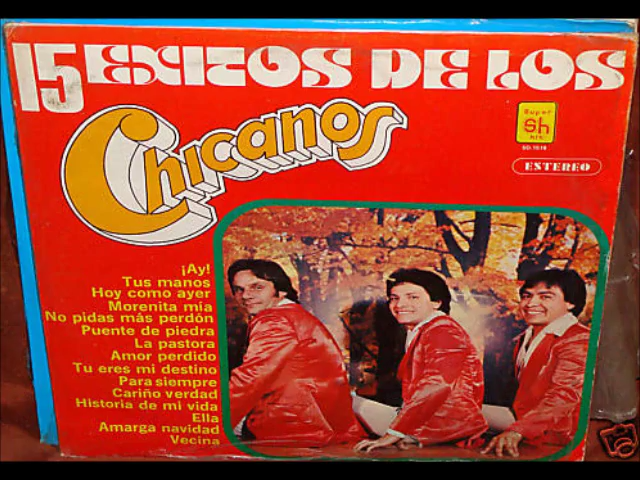 15 EXITOS DE LOS
Chicanos
Super
Sh
hit
ESTEREO
¡Ay!
Tus manos
Hoy como ayer
Morenita mía
No pidas más perdón
Puente de piedra
La pastora
Amor perdido
Tu eres mi destino
Para siempre
Cariño verdad
Historia de mi vida
Ella
Amarga navidad
Vecina